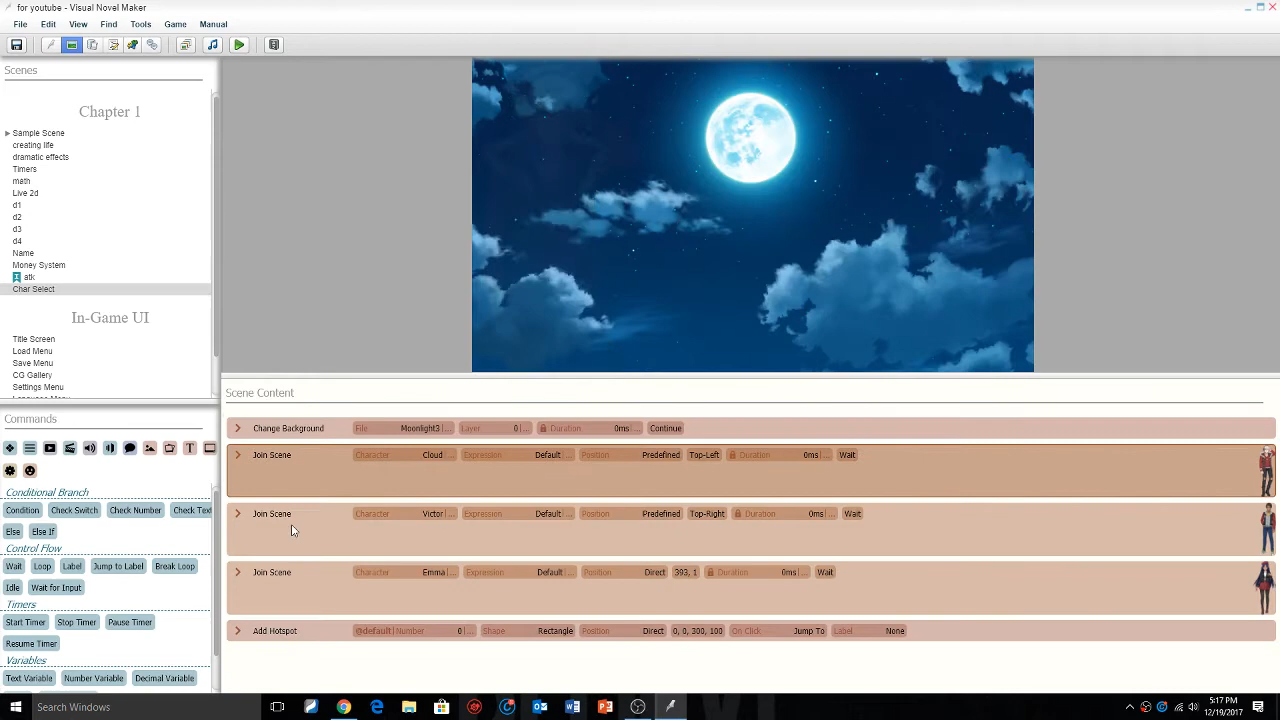 for youtube - Visual Novel Maker
File Edit View Find Tools Game Manual
Scenes
Chapter 1
Sample Scene
creating life
dramatic effects
Timers
math
Live 2d
d1
d2
d3
d4
Name
Money System
I atk
Char Select
In-Game UI
Title Screen
Load Menu
Save Menu
CG Gallery
Settings Menu
Commands
Conditional Branch
Condition Check Switch Check Number Check Text
Else Else If
Control Flow
Wait Loop Label Jump to Label Break Loop
Idle Wait for Input
Timers
Start Timer Stop Timer Pause Timer
Resume Timer
Variables
Text Variable Number Variable Decimal Variable
Scene Content
Change Background File Moonlight3 ... Layer 0 ... Duration 0ms ... Continue
Join Scene Character Cloud ... Expression Default ... Position Predefined Top-Left Duration 0ms ... Wait
Join Scene Character Victor ... Expression Default ... Position Predefined Top-Right Duration 0ms ... Wait
Join Scene Character Emma ... Expression Default ... Position Direct 393, 1 Duration 0ms ... Wait
Add Hotspot @default Number 0 ... Shape Rectangle Position Direct 0, 0, 300, 100 On Click Jump To Label None
Search Windows
5:17 PM
12/19/2017